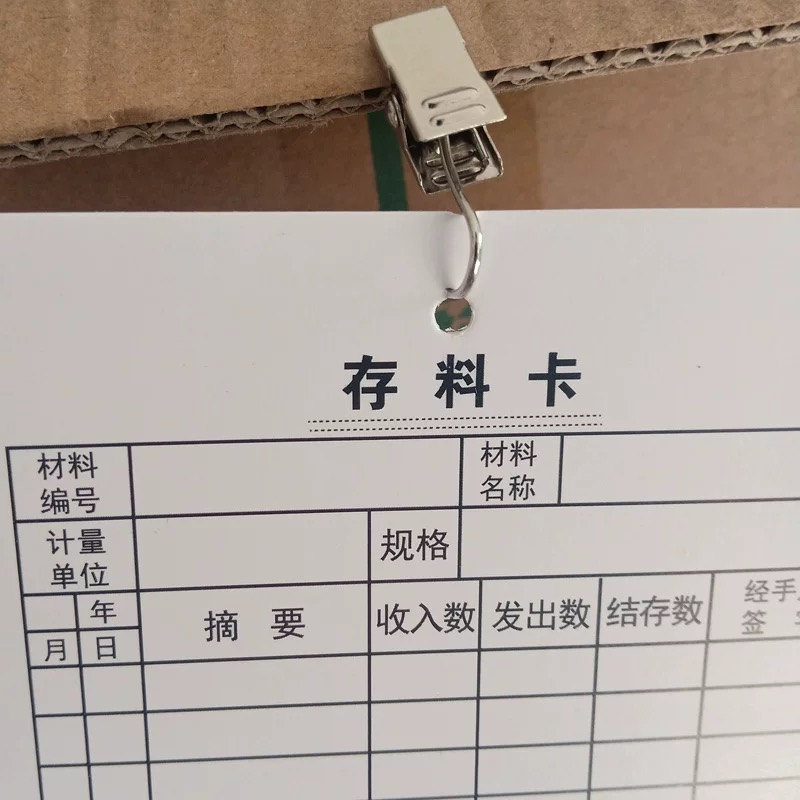 存料卡
材料编号
材料名称
计量单位
规格
年
月 日
摘要
收入数
发出数
结存数
经手
签